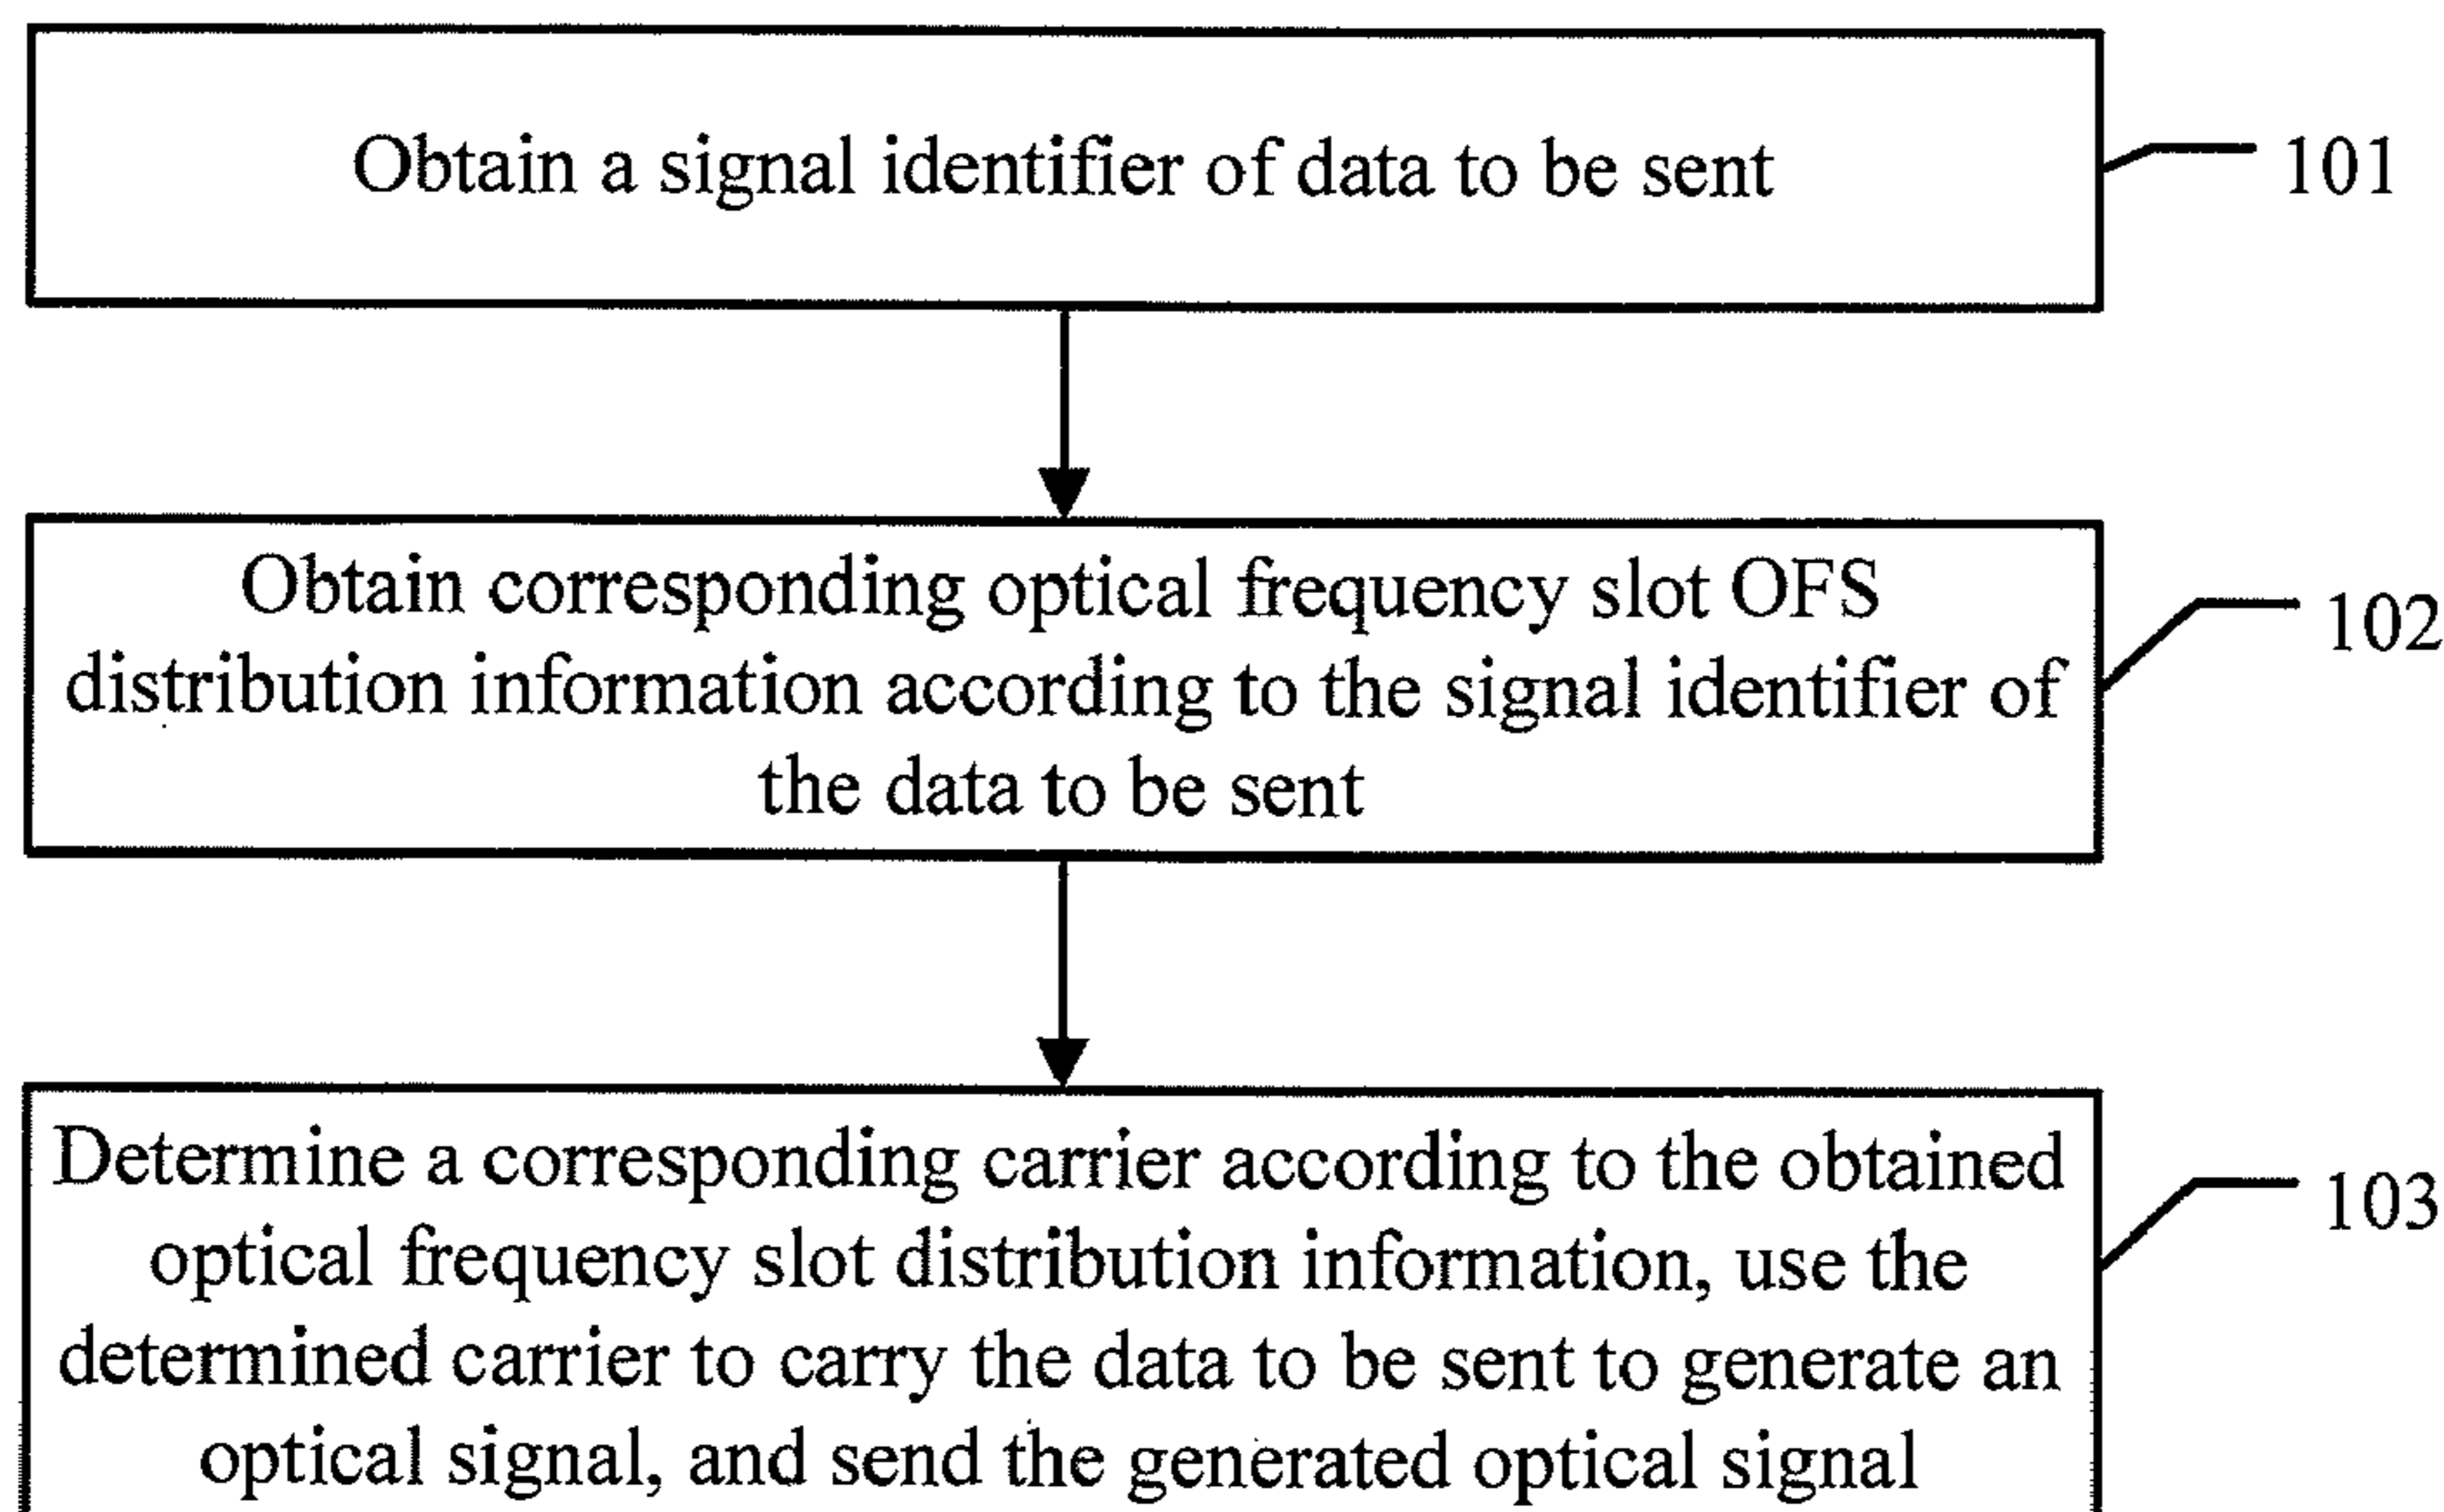 Obtain a signal identifier of data to be sent
101
Obtain corresponding optical frequency slot OFS
distribution information according to the signal identifier of
the data to be sent
102
Determine a corresponding carrier according to the obtained
optical frequency slot distribution information, use the
determined carrier to carry the data to be sent to generate an
optical signal, and send the generated optical signal
103